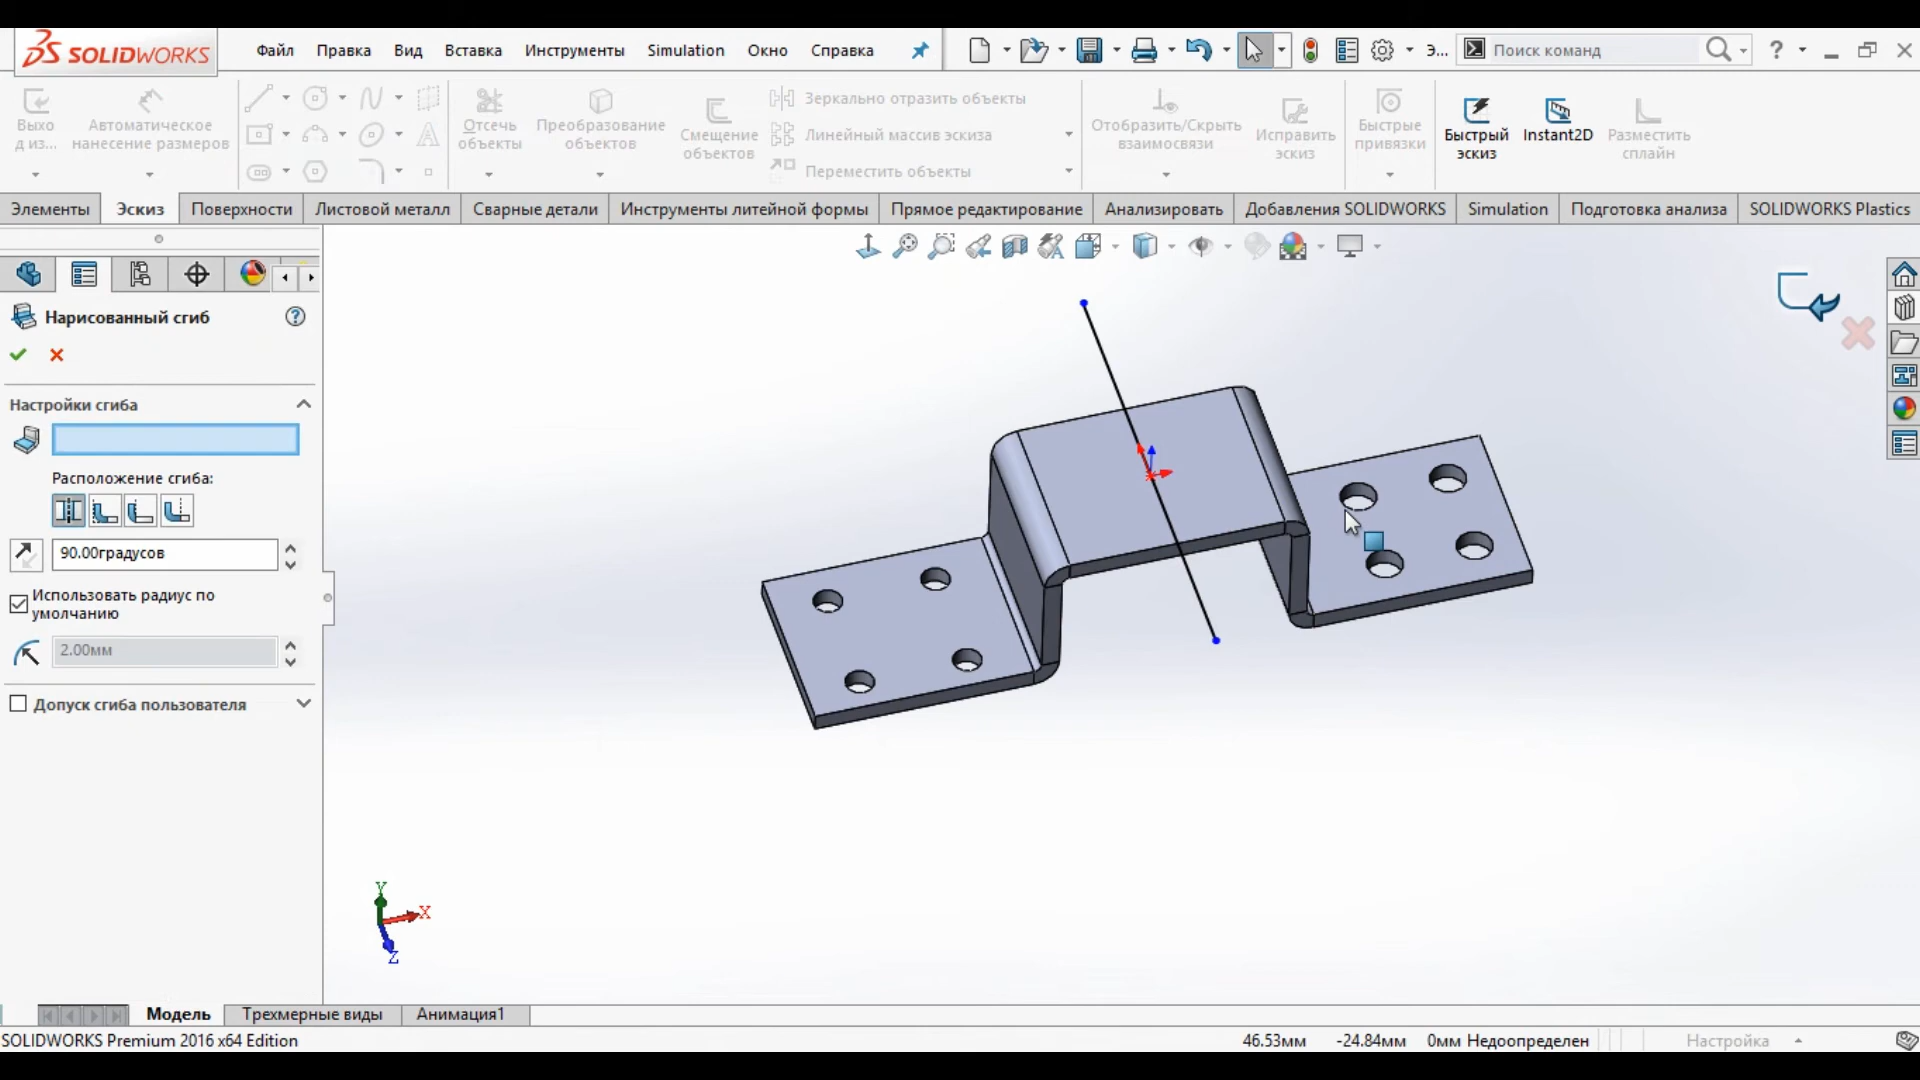 SOLIDWORKS
Файл Правка Вид Вставка Инструменты Simulation Окно Справка Э... Поиск команд ?
Выхо
д из...
Автоматическое
нанесение размеров
Отсечь
объекты
Преобразование
объектов
Смещение
объектов
Зеркально отразить объекты
Линейный массив эскиза
Переместить объекты
Отобразить/Скрыть
взаимосвязи
Исправить
эскиз
Быстрые
привязки
Быстрый
эскиз
Instant2D
Разместить
сплайн
Элементы Эскиз Поверхности Листовой металл Сварные детали Инструменты литейной формы Прямое редактирование Анализировать Добавления SOLIDWORKS Simulation Подготовка анализа SOLIDWORKS Plastics
Нарисованный сгиб ?
Настройки сгиба
Расположение сгиба:
90.00градусов
Использовать радиус по
умолчанию
2.00мм
Допуск сгиба пользователя
Y
X
Z
Модель Трехмерные виды Анимация1
SOLIDWORKS Premium 2016 x64 Edition 46.53мм -24.84мм 0мм Недоопределен Настройка